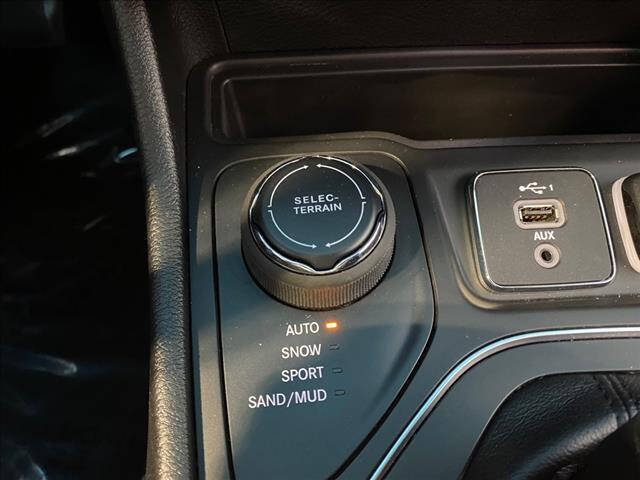 SELEC-
TERRAIN
1
AUX
AUTO
SNOW
SPORT
SAND/MUD